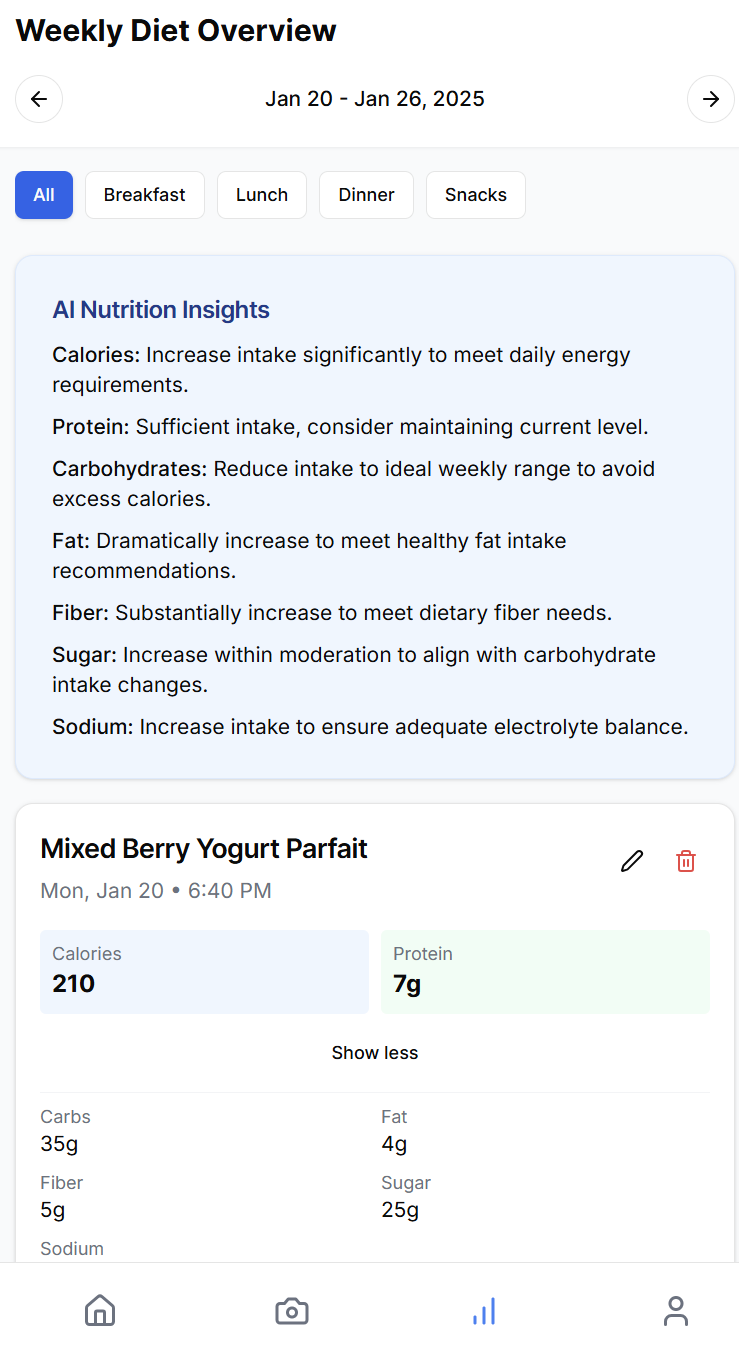 Weekly Diet Overview
Jan 20 - Jan 26, 2025
All Breakfast Lunch Dinner Snacks
AI Nutrition Insights
Calories: Increase intake significantly to meet daily energy
requirements.
Protein: Sufficient intake, consider maintaining current level.
Carbohydrates: Reduce intake to ideal weekly range to avoid
excess calories.
Fat: Dramatically increase to meet healthy fat intake
recommendations.
Fiber: Substantially increase to meet dietary fiber needs.
Sugar: Increase within moderation to align with carbohydrate
intake changes.
Sodium: Increase intake to ensure adequate electrolyte balance.
Mixed Berry Yogurt Parfait
Mon, Jan 20 • 6:40 PM
Calories Protein
210 7g
Show less
Carbs Fat
35g 4g
Fiber Sugar
5g 25g
Sodium